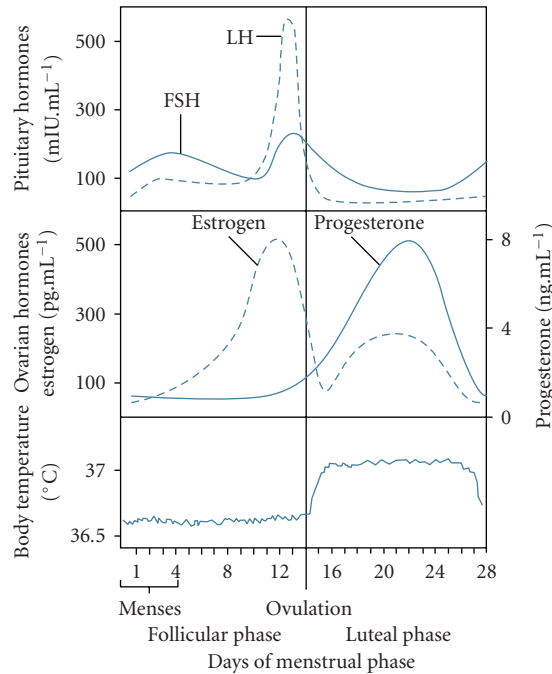 Pituitary hormones
(mIU.mL−1)
500
300
100
LH
FSH
Ovarian hormones
estrogen (pg.mL−1)
500
300
100
Estrogen
Progesterone
8
4
0
Progesterone (ng.mL−1)
Body temperature
(°C)
37
36.5
1 4 8 12 16 20 24 28
Menses Ovulation
Follicular phase Luteal phase
Days of menstrual phase